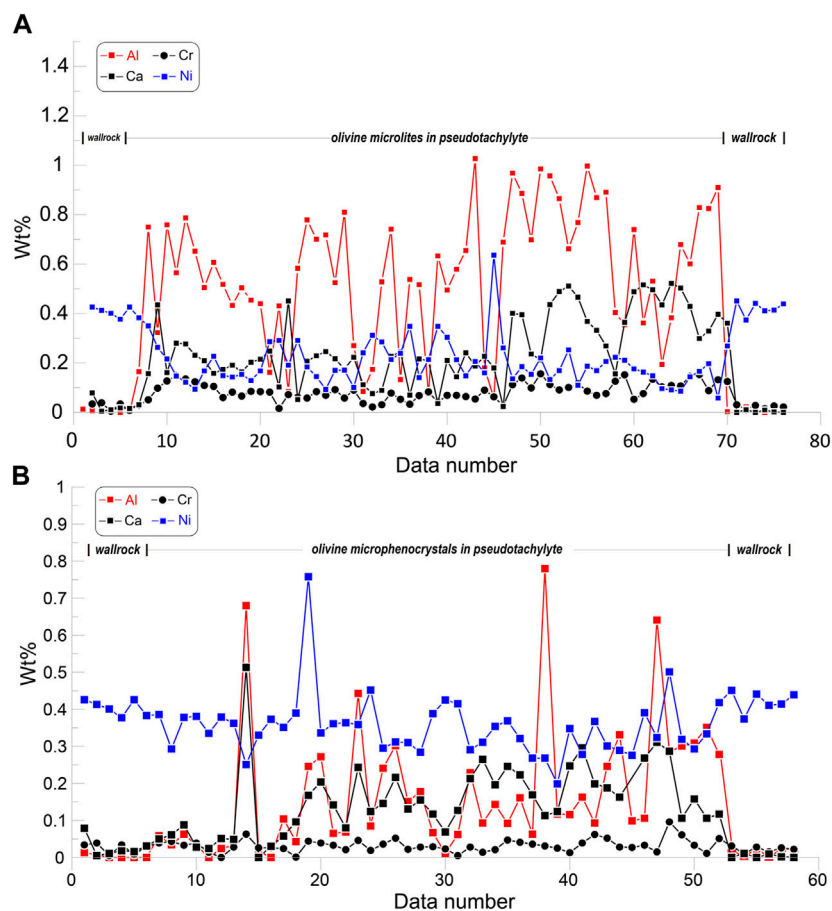 A
Al Cr
Ca Ni
1.4
1.2
1
0.8
0.6
0.4
0.2
0
Wt%
wallrock olivine microlites in pseudotachylyte wallrock
0 10 20 30 40 50 60 70 80
Data number
B
Al Cr
Ca Ni
1
0.9
0.8
0.7
0.6
0.5
0.4
0.3
0.2
0.1
0
Wt%
wallrock olivine microphenocrystals in pseudotachylyte wallrock
0 10 20 30 40 50 60
Data number